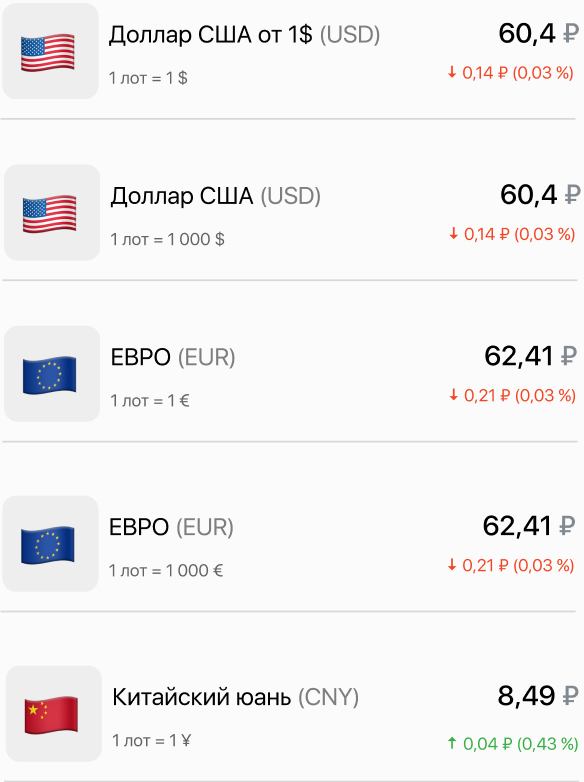 Доллар США от 1$ (USD) 60,4 ₽
1 лот = 1 $ ↓ 0,14 ₽ (0,03 %)
Доллар США (USD) 60,4 ₽
1 лот = 1 000 $ ↓ 0,14 ₽ (0,03 %)
ЕВРО (EUR) 62,41 ₽
1 лот = 1 € ↓ 0,21 ₽ (0,03 %)
ЕВРО (EUR) 62,41 ₽
1 лот = 1 000 € ↓ 0,21 ₽ (0,03 %)
Китайский юань (CNY) 8,49 ₽
1 лот = 1 ¥ ↑ 0,04 ₽ (0,43 %)